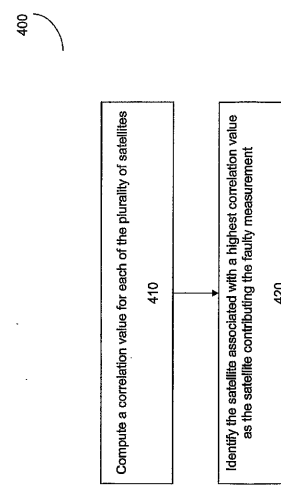 400
Compute a correlation value for each of the plurality of satellites
410
Identify the satellite associated with a highest correlation value
as the satellite contributing the faulty measurement
420